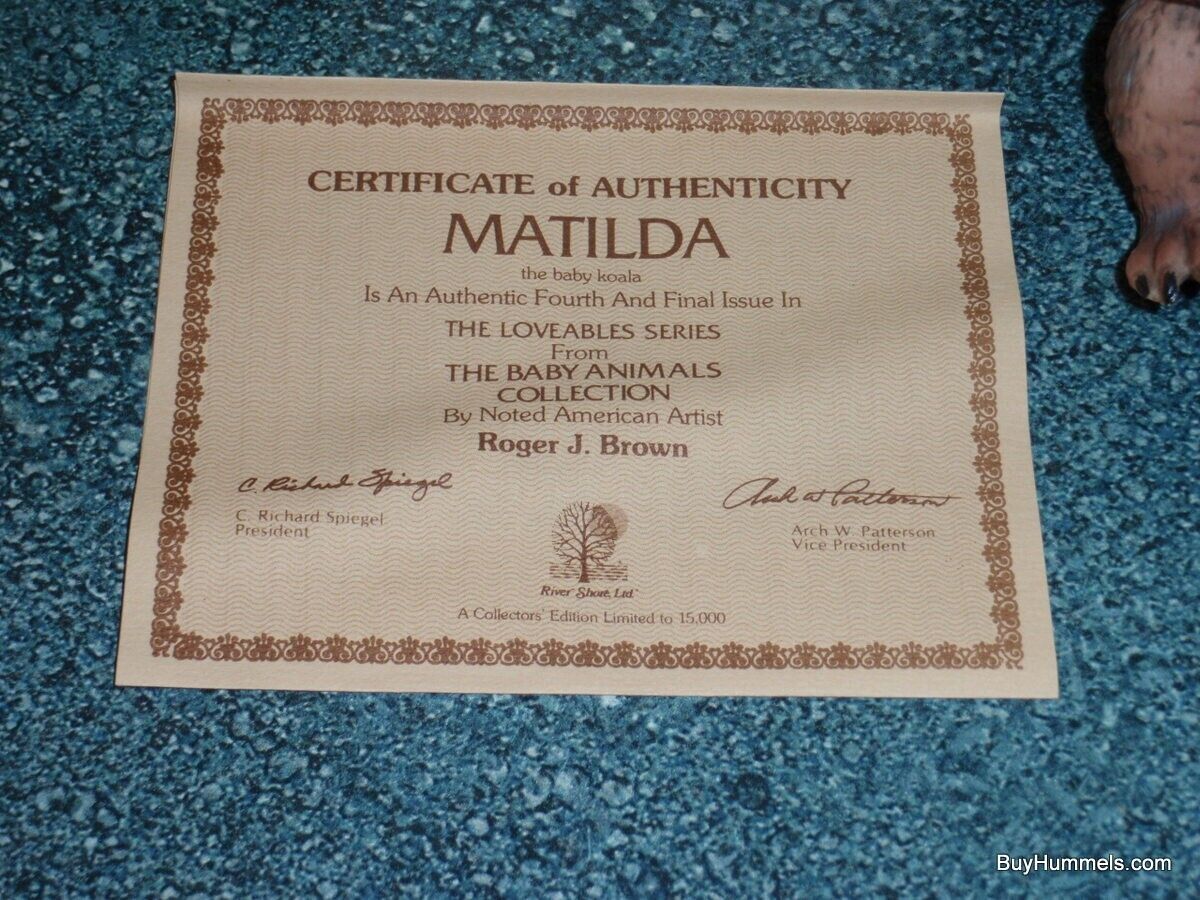 CERTIFICATE of AUTHENTICITY
MATILDA
the baby koala
Is An Authentic Fourth And Final Issue In
THE LOVEABLES SERIES
From
THE BABY ANIMALS
COLLECTION
By Noted American Artist
Roger J. Brown
C. Richard Spiegel
C. Richard Spiegel
President
Arch W Patterson
Arch W. Patterson
Vice President
River Shore, Ltd.
A Collectors' Edition Limited to 15,000
BuyHummels.com